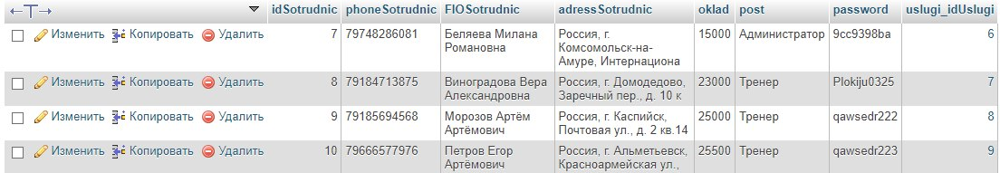 idSotrudnic phoneSotrudnic FIOSotrudnic adressSotrudnic oklad post password uslugi_idUslugi
Изменить Копировать Удалить 7 79748286081 Беляева Милана Россия, г. 15000 Администратор 9cc9398ba 6
Романовна Комсомольск-на-
Амуре, Интернациона
Изменить Копировать Удалить 8 79184713875 Виноградова Вера Россия, г. Домодедово, 23000 Тренер Plokiju0325 7
Александровна Заречный пер., д. 10 к
Изменить Копировать Удалить 9 79185694568 Морозов Артём Россия, г. Каспийск, 25000 Тренер qawsedr222 8
Артёмович Почтовая ул., д. 2 кв.14
Изменить Копировать Удалить 10 79666577976 Петров Егор Россия, г. Альметьевск, 25500 Тренер qawsedr223 9
Артёмович Красноармейская ул.,